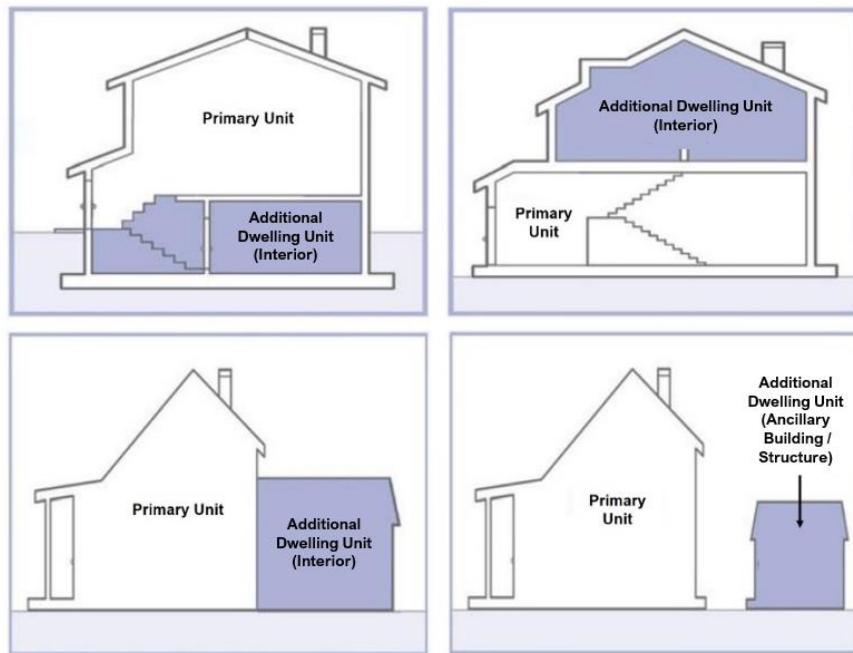 Primary Unit
Additional
Dwelling Unit
(Interior)
Additional Dwelling Unit
(Interior)
Primary
Unit
Primary Unit
Additional
Dwelling Unit
(Interior)
Primary
Unit
Additional
Dwelling Unit
(Ancillary
Building /
Structure)